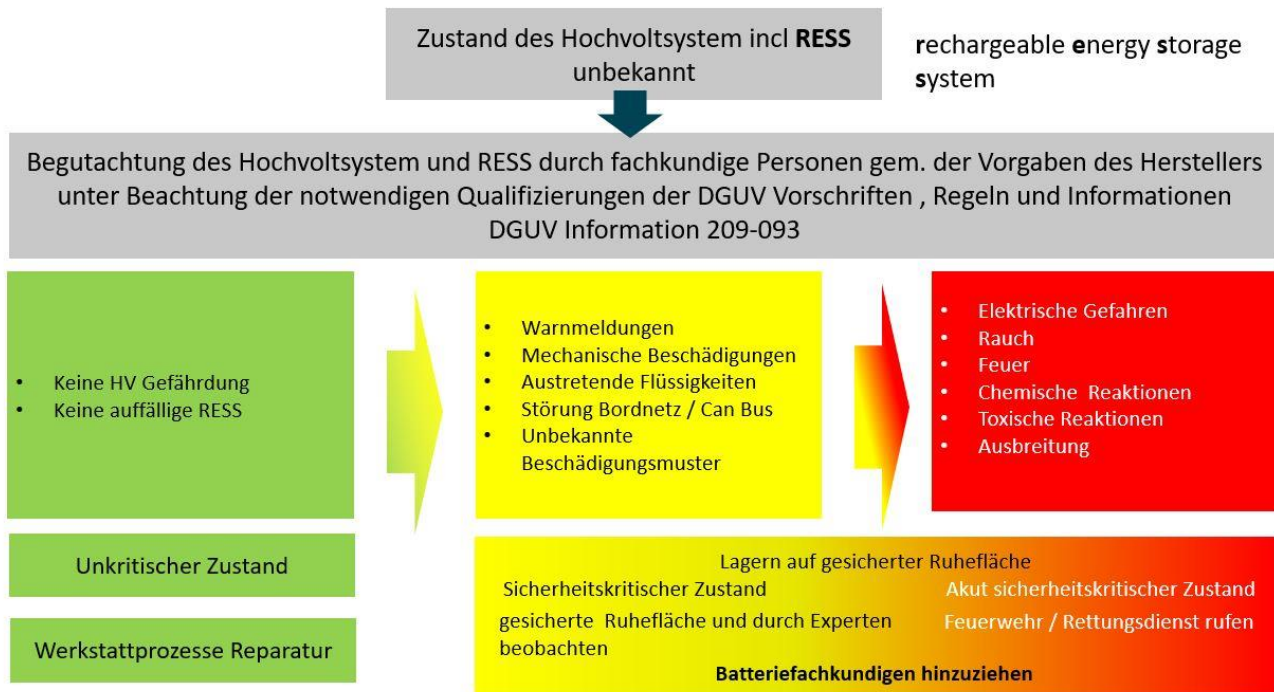 Zustand des Hochvoltsystem incl RESS
unbekannt
rechargeable energy storage
system
Begutachtung des Hochvoltsystem und RESS durch fachkundige Personen gem. der Vorgaben des Herstellers
unter Beachtung der notwendigen Qualifizierungen der DGUV Vorschriften , Regeln und Informationen
DGUV Information 209-093
• Keine HV Gefährdung
• Keine auffällige RESS
• Warnmeldungen
• Mechanische Beschädigungen
• Austretende Flüssigkeiten
• Störung Bordnetz / Can Bus
• Unbekannte
Beschädigungsmuster
• Elektrische Gefahren
• Rauch
• Feuer
• Chemische Reaktionen
• Toxische Reaktionen
• Ausbreitung
Unkritischer Zustand
Werkstattprozesse Reparatur
Lagern auf gesicherter Ruhefläche
Sicherheitskritischer Zustand
gesicherte Ruhefläche und durch Experten
beobachten
Akut sicherheitskritischer Zustand
Feuerwehr / Rettungsdienst rufen
Batteriefachkundigen hinzuziehen